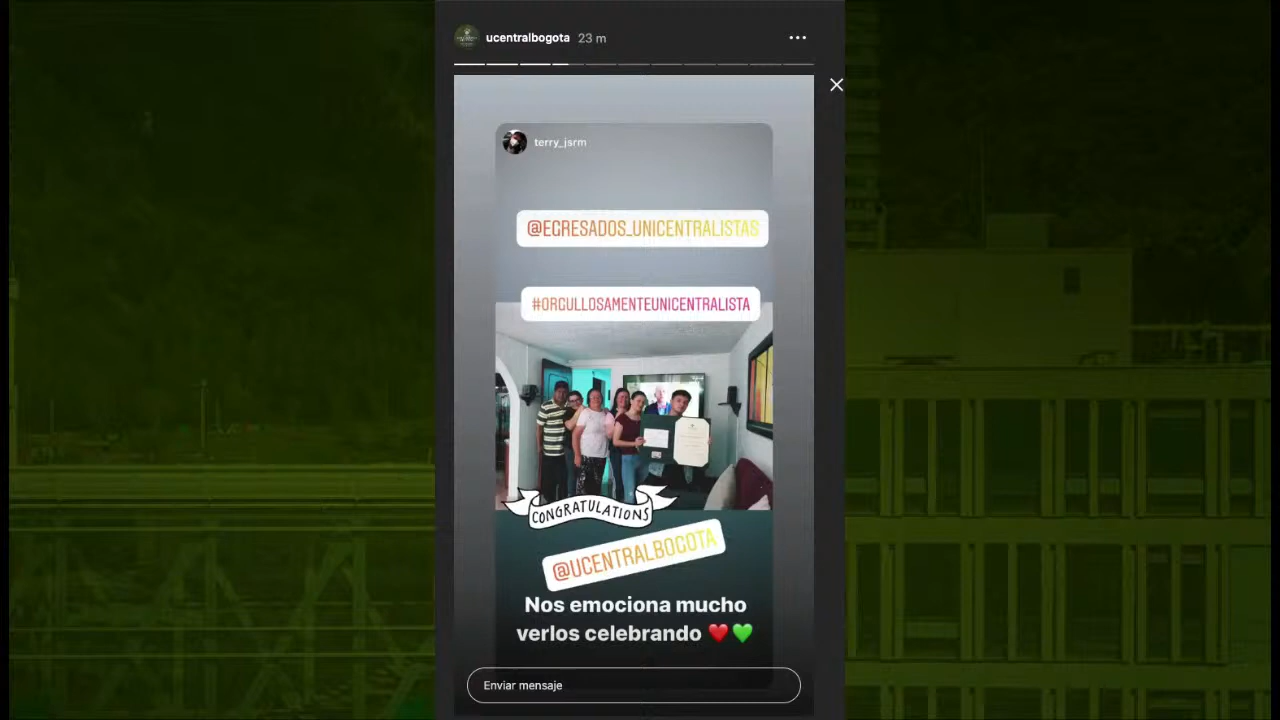 ucentralbogota 23 m
terry_jsrm
@EGRESADOS_UNICENTRALISTAS
#ORGULLOSAMENTEUNICENTRALISTA
CONGRATULATIONS
@UCENTRALBOGOTA
Nos emociona mucho
verlos celebrando
Enviar mensaje